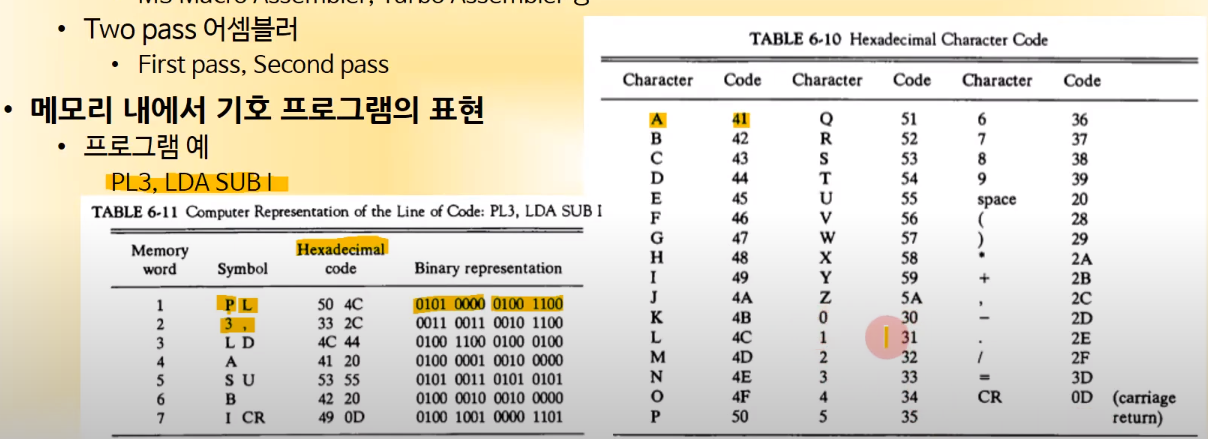 • Two pass 어셈블러
• First pass, Second pass
• 메모리 내에서 기호 프로그램의 표현
• 프로그램 예
PL3, LDA SUB I
TABLE 6-11 Computer Representation of the Line of Code: PL3, LDA SUB I
Memory word Symbol Hexadecimal code Binary representation
1 P L 50 4C 0101 0000 0100 1100
2 3 , 33 2C 0011 0011 0010 1100
3 L D 4C 44 0100 1100 0100 0100
4 A 41 20 0100 0001 0010 0000
5 S U 53 55 0101 0011 0101 0101
6 B 42 20 0100 0010 0010 0000
7 I CR 49 0D 0100 1001 0000 1101
TABLE 6-10 Hexadecimal Character Code
Character Code Character Code Character Code
A 41 Q 51 6 36
B 42 R 52 7 37
C 43 S 53 8 38
D 44 T 54 9 39
E 45 U 55 space 20
F 46 V 56 ( 28
G 47 W 57 ) 29
H 48 X 58 * 2A
I 49 Y 59 + 2B
J 4A Z 5A , 2C
K 4B 0 30 − 2D
L 4C 1 31 . 2E
M 4D 2 32 / 2F
N 4E 3 33 = 3D
O 4F 4 34 CR 0D (carriage
P 50 5 35 return)